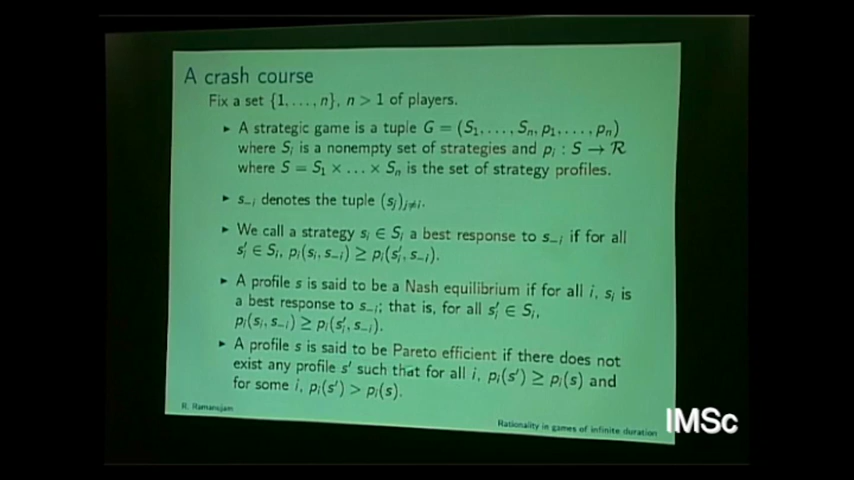 A crash course
Fix a set {1, . . . , n}, n > 1 of players.
▸ A strategic game is a tuple G = (S₁, . . . , Sₙ, p₁, . . . , pₙ)
where Sᵢ is a nonempty set of strategies and pᵢ : S → R
where S = S₁ × . . . × Sₙ is the set of strategy profiles.
▸ s₋ᵢ denotes the tuple (sⱼ)ⱼ≠ᵢ.
▸ We call a strategy sᵢ ∈ Sᵢ a best response to s₋ᵢ if for all
s′ᵢ ∈ Sᵢ, pᵢ(sᵢ, s₋ᵢ) ≥ pᵢ(s′ᵢ, s₋ᵢ).
▸ A profile s is said to be a Nash equilibrium if for all i, sᵢ is
a best response to s₋ᵢ; that is, for all s′ᵢ ∈ Sᵢ,
pᵢ(sᵢ, s₋ᵢ) ≥ pᵢ(s′ᵢ, s₋ᵢ).
▸ A profile s is said to be Pareto efficient if there does not
exist any profile s′ such that for all i, pᵢ(s′) ≥ pᵢ(s) and
for some i, pᵢ(s′) > pᵢ(s).
R. Ramanujam
Rationality in games of infinite duration
IMSc